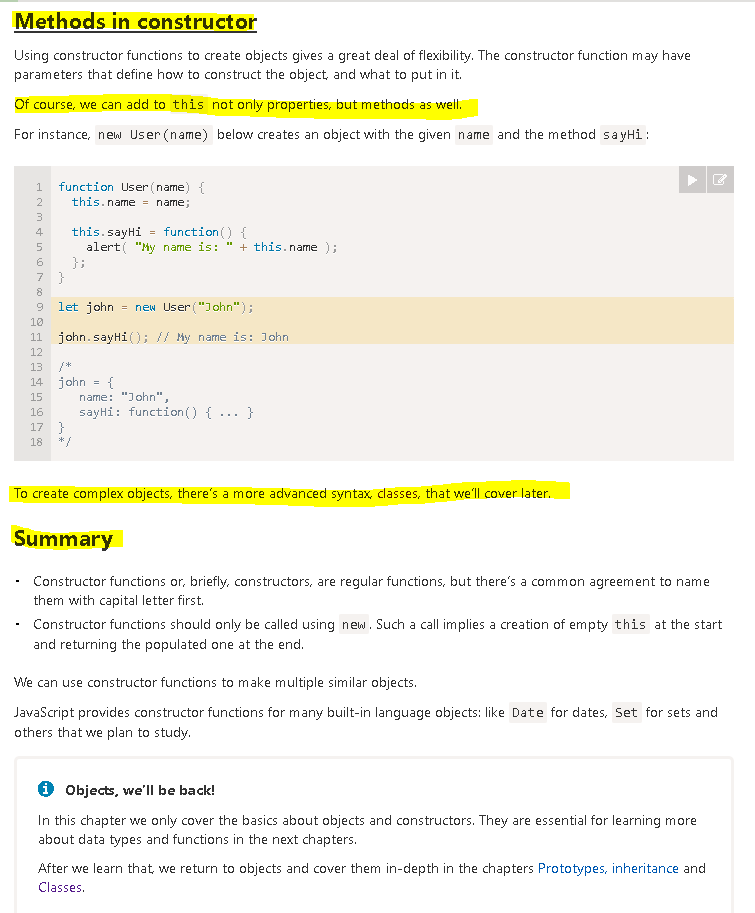 Methods in constructor
Using constructor functions to create objects gives a great deal of flexibility. The constructor function may have
parameters that define how to construct the object, and what to put in it.
Of course, we can add to this not only properties, but methods as well.
For instance, new User(name) below creates an object with the given name and the method sayHi:
1 function User(name) {
2   this.name = name;
3
4   this.sayHi = function() {
5     alert( "My name is: " + this.name );
6   };
7 }
8
9 let john = new User("John");
10
11 john.sayHi(); // My name is: John
12
13 /*
14 john = {
15    name: "John",
16    sayHi: function() { ... }
17 }
18 */
To create complex objects, there's a more advanced syntax, classes, that we'll cover later.
Summary
• Constructor functions or, briefly, constructors, are regular functions, but there's a common agreement to name
them with capital letter first.
• Constructor functions should only be called using new. Such a call implies a creation of empty this at the start
and returning the populated one at the end.
We can use constructor functions to make multiple similar objects.
JavaScript provides constructor functions for many built-in language objects: like Date for dates, Set for sets and
others that we plan to study.
i Objects, we'll be back!
In this chapter we only cover the basics about objects and constructors. They are essential for learning more
about data types and functions in the next chapters.
After we learn that, we return to objects and cover them in-depth in the chapters Prototypes, inheritance and
Classes.